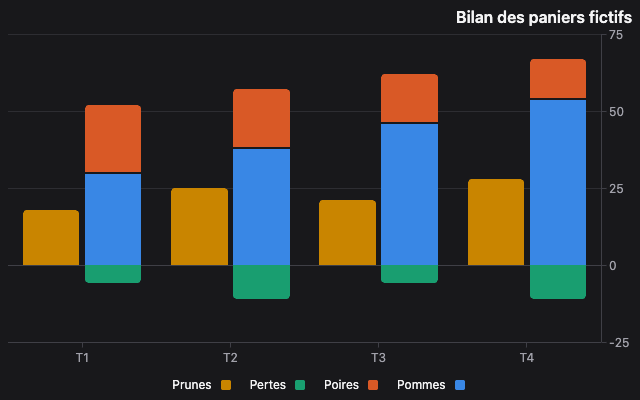 Bilan des paniers fictifs
75
50
25
0
-25
T1 T2 T3 T4
Prunes Pertes Poires Pommes